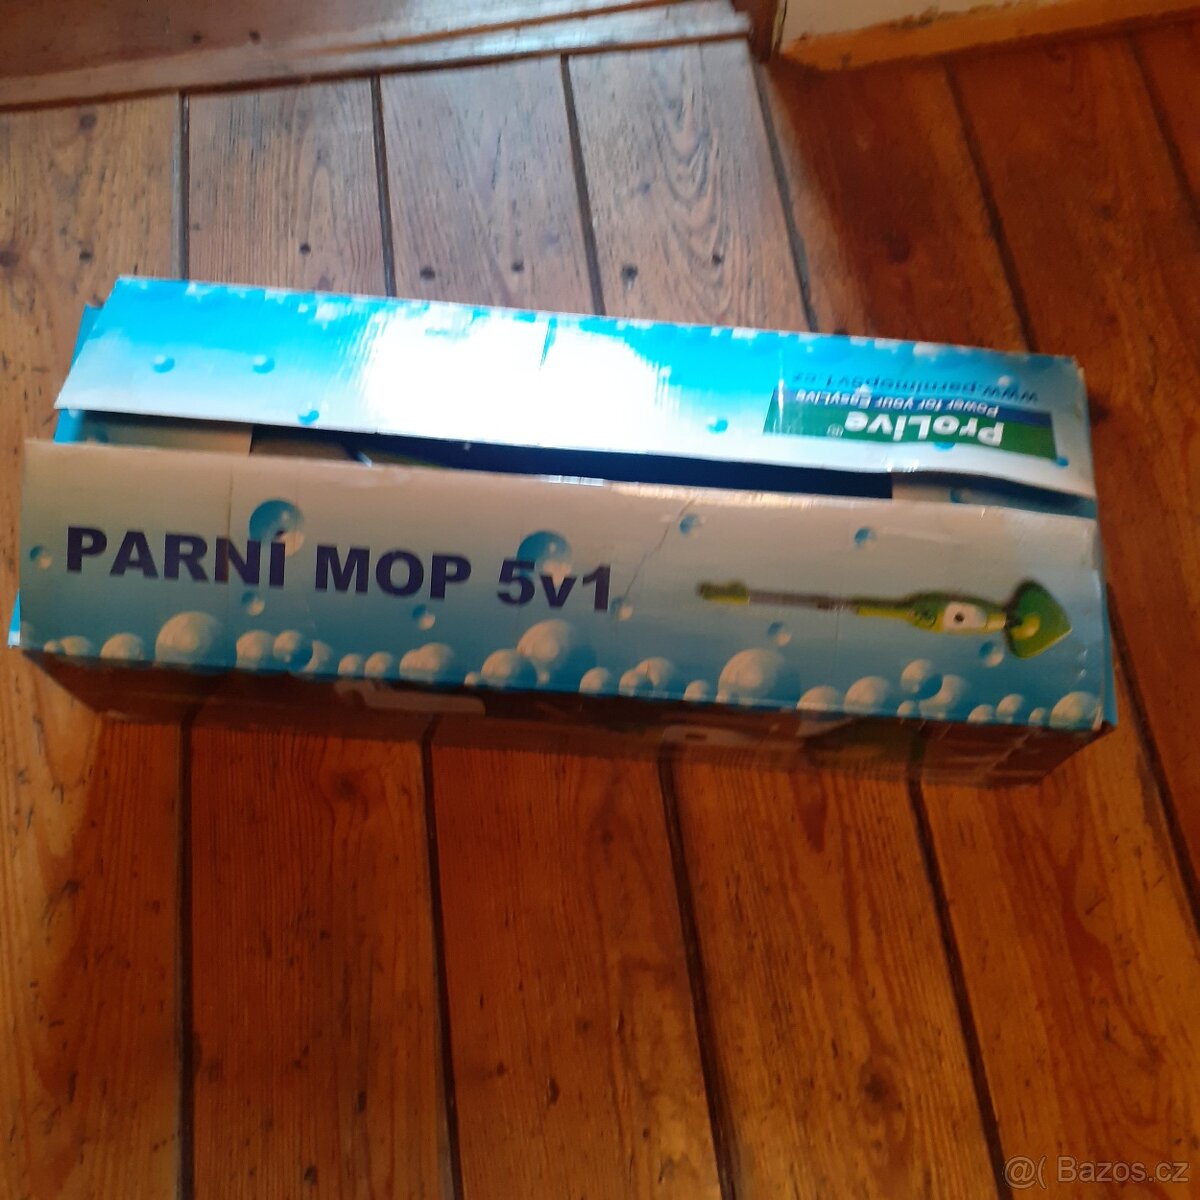 www.parnimop5v1.cz
Power for your EasyLive
ProLive®
PARNÍ MOP 5v1
@( Bazos.cz